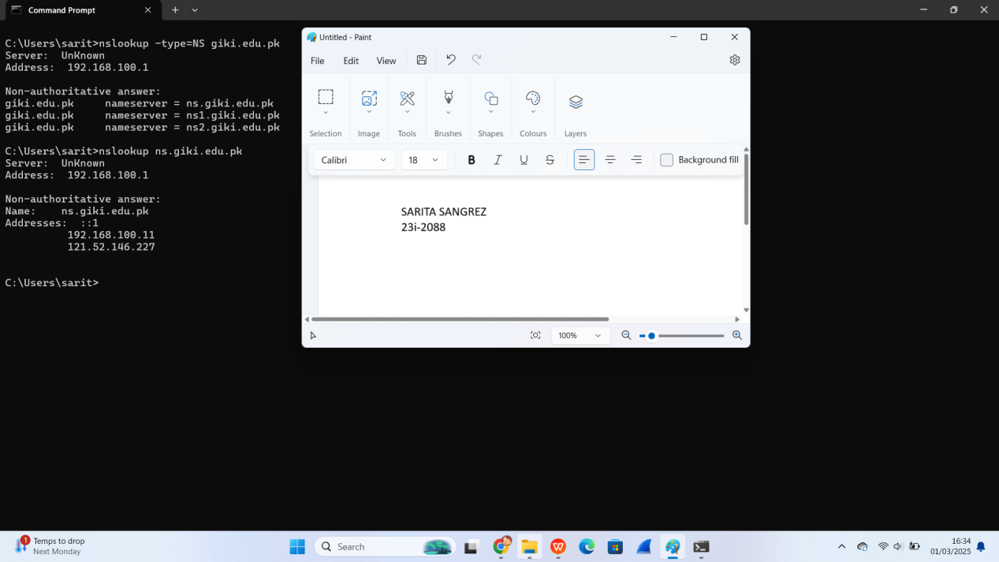 Command Prompt
C:\Users\sarit>nslookup -type=NS giki.edu.pk
Server:  UnKnown
Address:  192.168.100.1
Non-authoritative answer:
giki.edu.pk     nameserver = ns.giki.edu.pk
giki.edu.pk     nameserver = ns1.giki.edu.pk
giki.edu.pk     nameserver = ns2.giki.edu.pk
C:\Users\sarit>nslookup ns.giki.edu.pk
Server:  UnKnown
Address:  192.168.100.1
Non-authoritative answer:
Name:    ns.giki.edu.pk
Addresses:  ::1
192.168.100.11
121.52.146.227
C:\Users\sarit>
Untitled - Paint
File Edit View
Selection Image Tools Brushes Shapes Colours Layers
Calibri 18 B I U S Background fill
SARITA SANGREZ
23i-2088
100%
1
Temps to drop
Next Monday
Search
W
16:34
01/03/2025